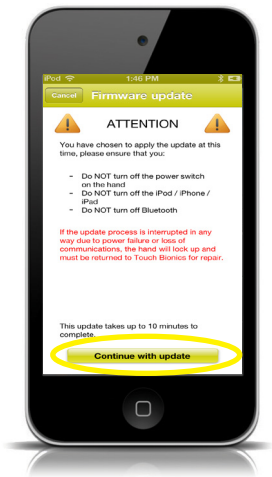 iPod 1:46 PM
Cancel Firmware update
ATTENTION
You have chosen to apply the update at this
time, please ensure that you:
- Do NOT turn off the power switch
on the hand
- Do NOT turn off the iPod / iPhone /
iPad
- Do NOT turn off Bluetooth
If the update process is interrupted in any
way due to power failure or loss of
communications, the hand will lock up and
must be returned to Touch Bionics for repair.
This update takes up to 10 minutes to
complete.
Continue with update